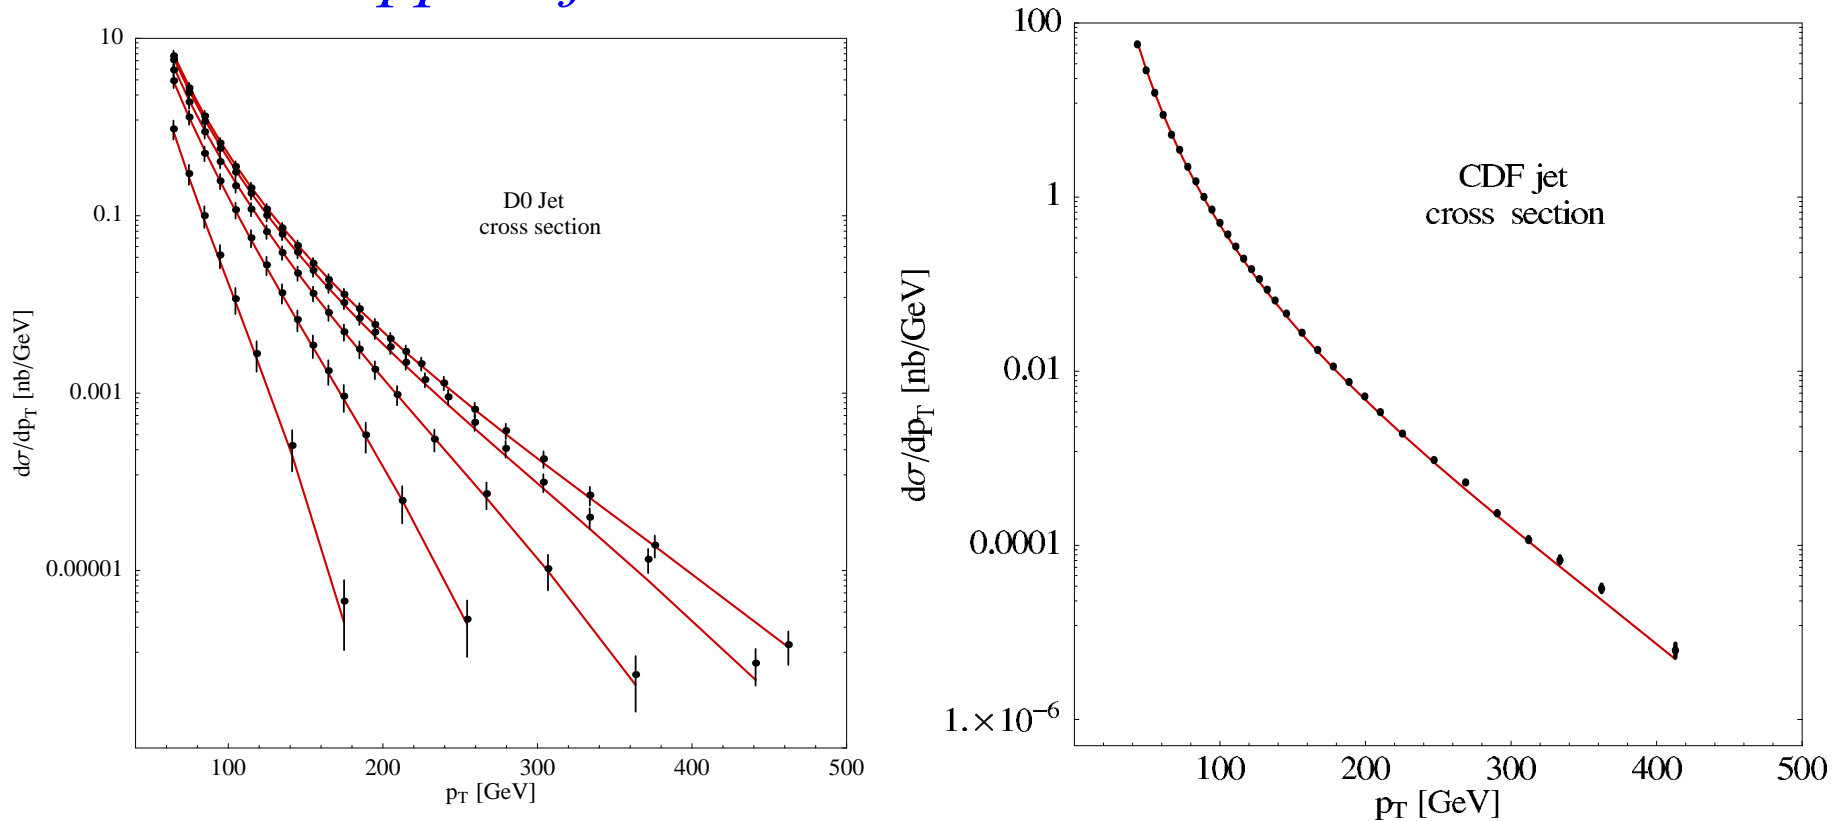 10
0.1
0.001
0.00001
dσ/dp_T [nb/GeV]
D0 Jet
cross section
100 200 300 400 500
p_T [GeV]
100
1
0.01
0.0001
1.×10⁻⁶
dσ/dp_T [nb/GeV]
CDF jet
cross section
100 200 300 400 500
p_T [GeV]